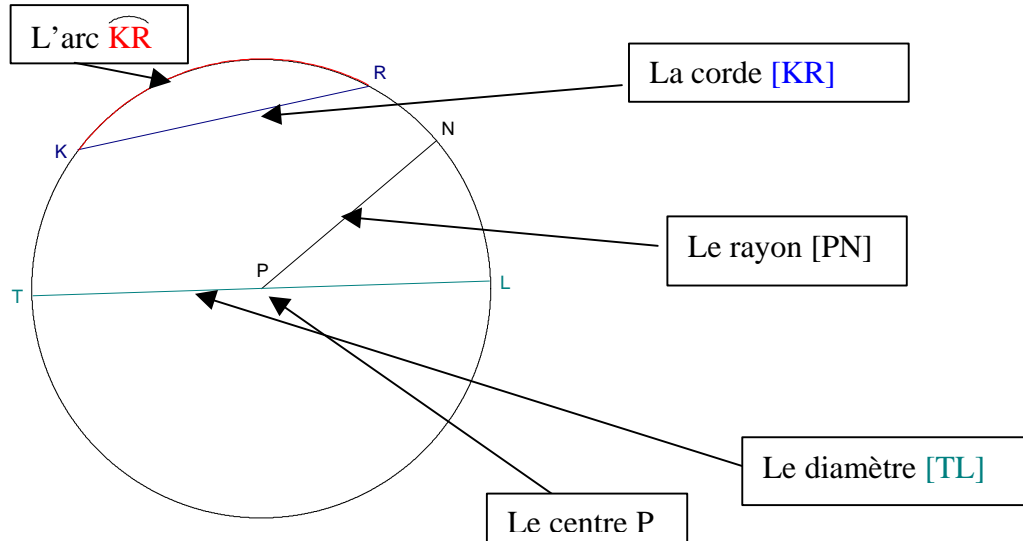 L'arc KR
R
La corde [KR]
N
K
Le rayon [PN]
P
T
L
Le diamètre [TL]
Le centre P